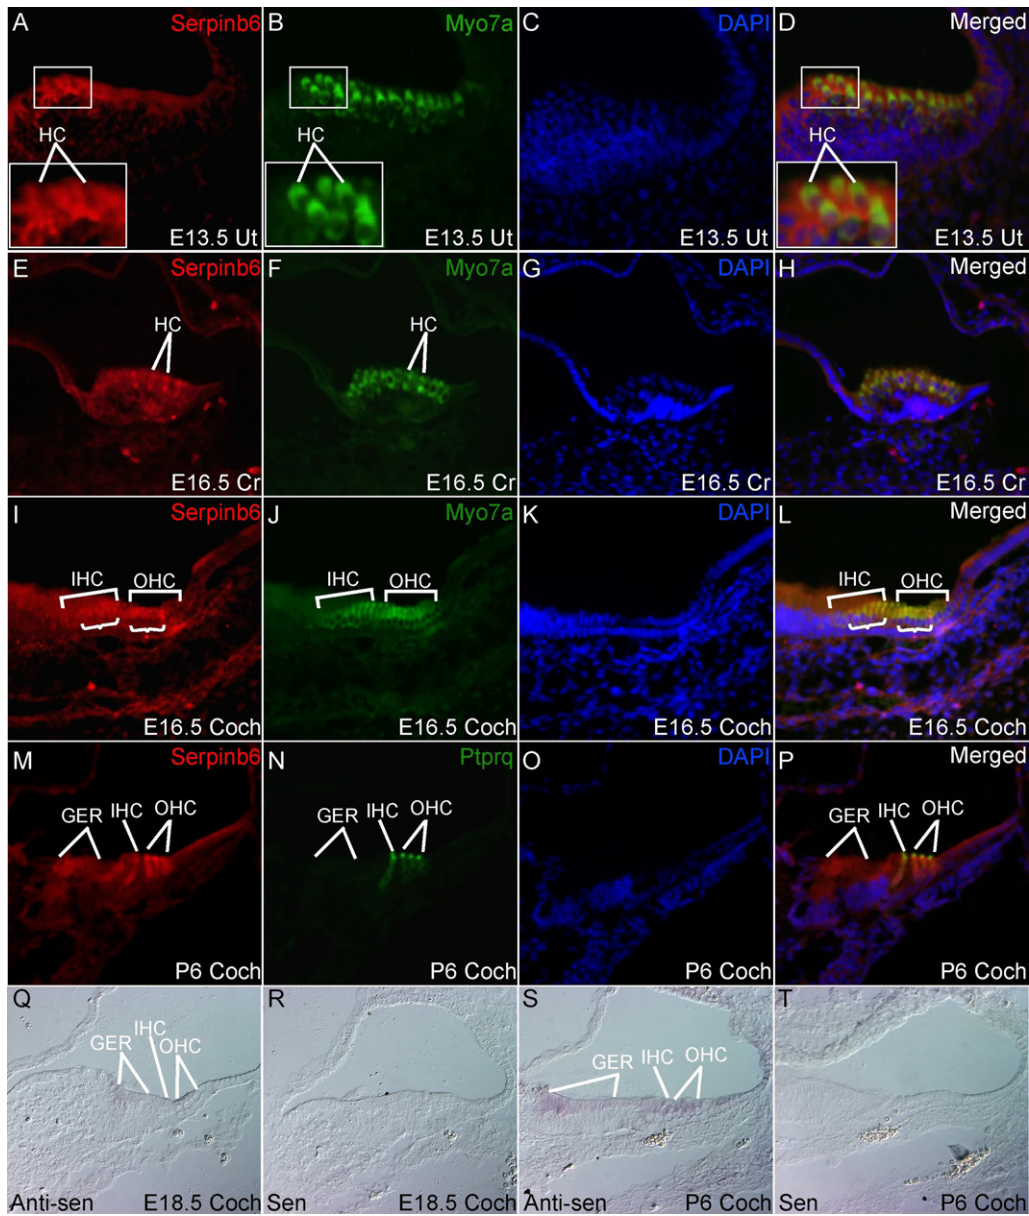 A Serpinb6 B Myo7a C DAPI D Merged
HC HC HC
E13.5 Ut E13.5 Ut E13.5 Ut E13.5 Ut
E Serpinb6 F Myo7a G DAPI H Merged
HC HC
E16.5 Cr E16.5 Cr E16.5 Cr E16.5 Cr
I Serpinb6 J Myo7a K DAPI L Merged
IHC OHC IHC OHC IHC OHC
E16.5 Coch E16.5 Coch E16.5 Coch E16.5 Coch
M Serpinb6 N Ptprq O DAPI P Merged
GER IHC OHC GER IHC OHC GER IHC OHC
P6 Coch P6 Coch P6 Coch P6 Coch
Q R S T
GER IHC OHC GER IHC OHC
Anti-sen E18.5 Coch Sen E18.5 Coch Anti-sen P6 Coch Sen P6 Coch